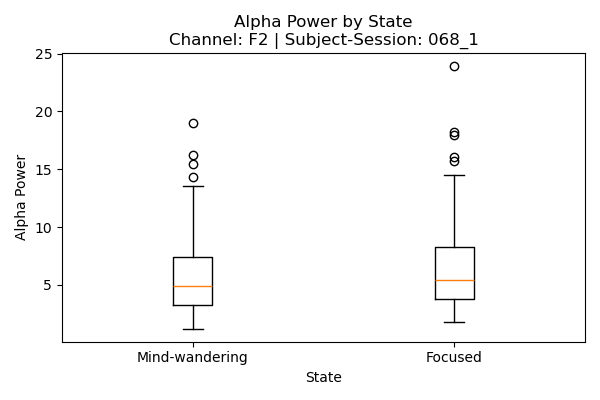 Alpha Power by State
Channel: F2 | Subject-Session: 068_1
25
20
15
10
5
Alpha Power
Mind-wandering
Focused
State